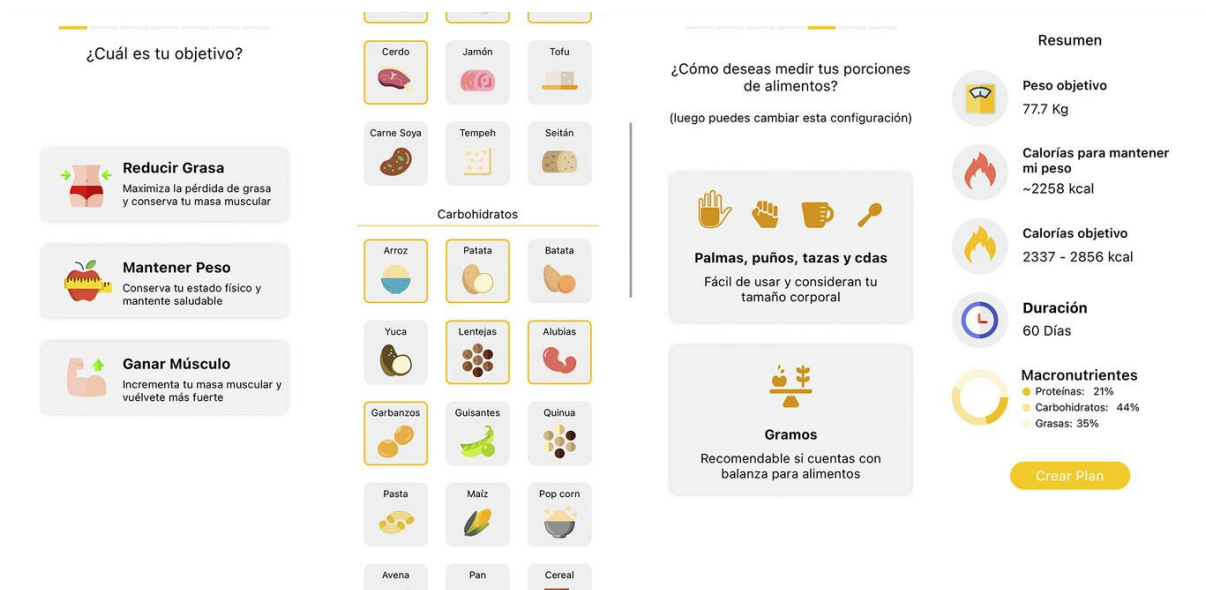 ¿Cuál es tu objetivo?
Reducir Grasa
Maximiza la pérdida de grasa
y conserva tu masa muscular
Mantener Peso
Conserva tu estado físico y
mantente saludable
Ganar Músculo
Incrementa tu masa muscular y
vuélvete más fuerte
Cerdo
Jamón
Tofu
Carne Soya
Tempeh
Seitán
Carbohidratos
Arroz
Patata
Batata
Yuca
Lentejas
Alubias
Garbanzos
Guisantes
Quinua
Pasta
Maíz
Pop corn
Avena
Pan
Cereal
¿Cómo deseas medir tus porciones
de alimentos?
(luego puedes cambiar esta configuración)
Palmas, puños, tazas y cdas
Fácil de usar y consideran tu
tamaño corporal
Gramos
Recomendable si cuentas con
balanza para alimentos
Resumen
Peso objetivo
77.7 Kg
Calorías para mantener
mi peso
~2258 kcal
Calorías objetivo
2337 - 2856 kcal
Duración
60 Días
Macronutrientes
Proteínas: 21%
Carbohidratos: 44%
Grasas: 35%
Crear Plan